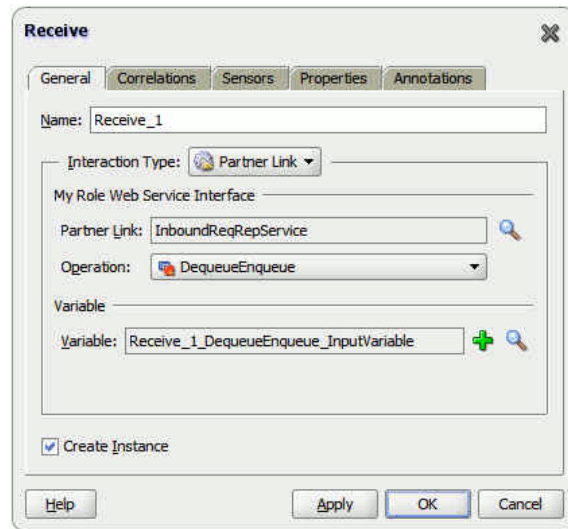 Receive
General Correlations Sensors Properties Annotations
Name: Receive_1
Interaction Type: Partner Link
My Role Web Service Interface
Partner Link: InboundReqRepService
Operation: DequeueEnqueue
Variable
Variable: Receive_1_DequeueEnqueue_InputVariable
Create Instance
Help Apply OK Cancel